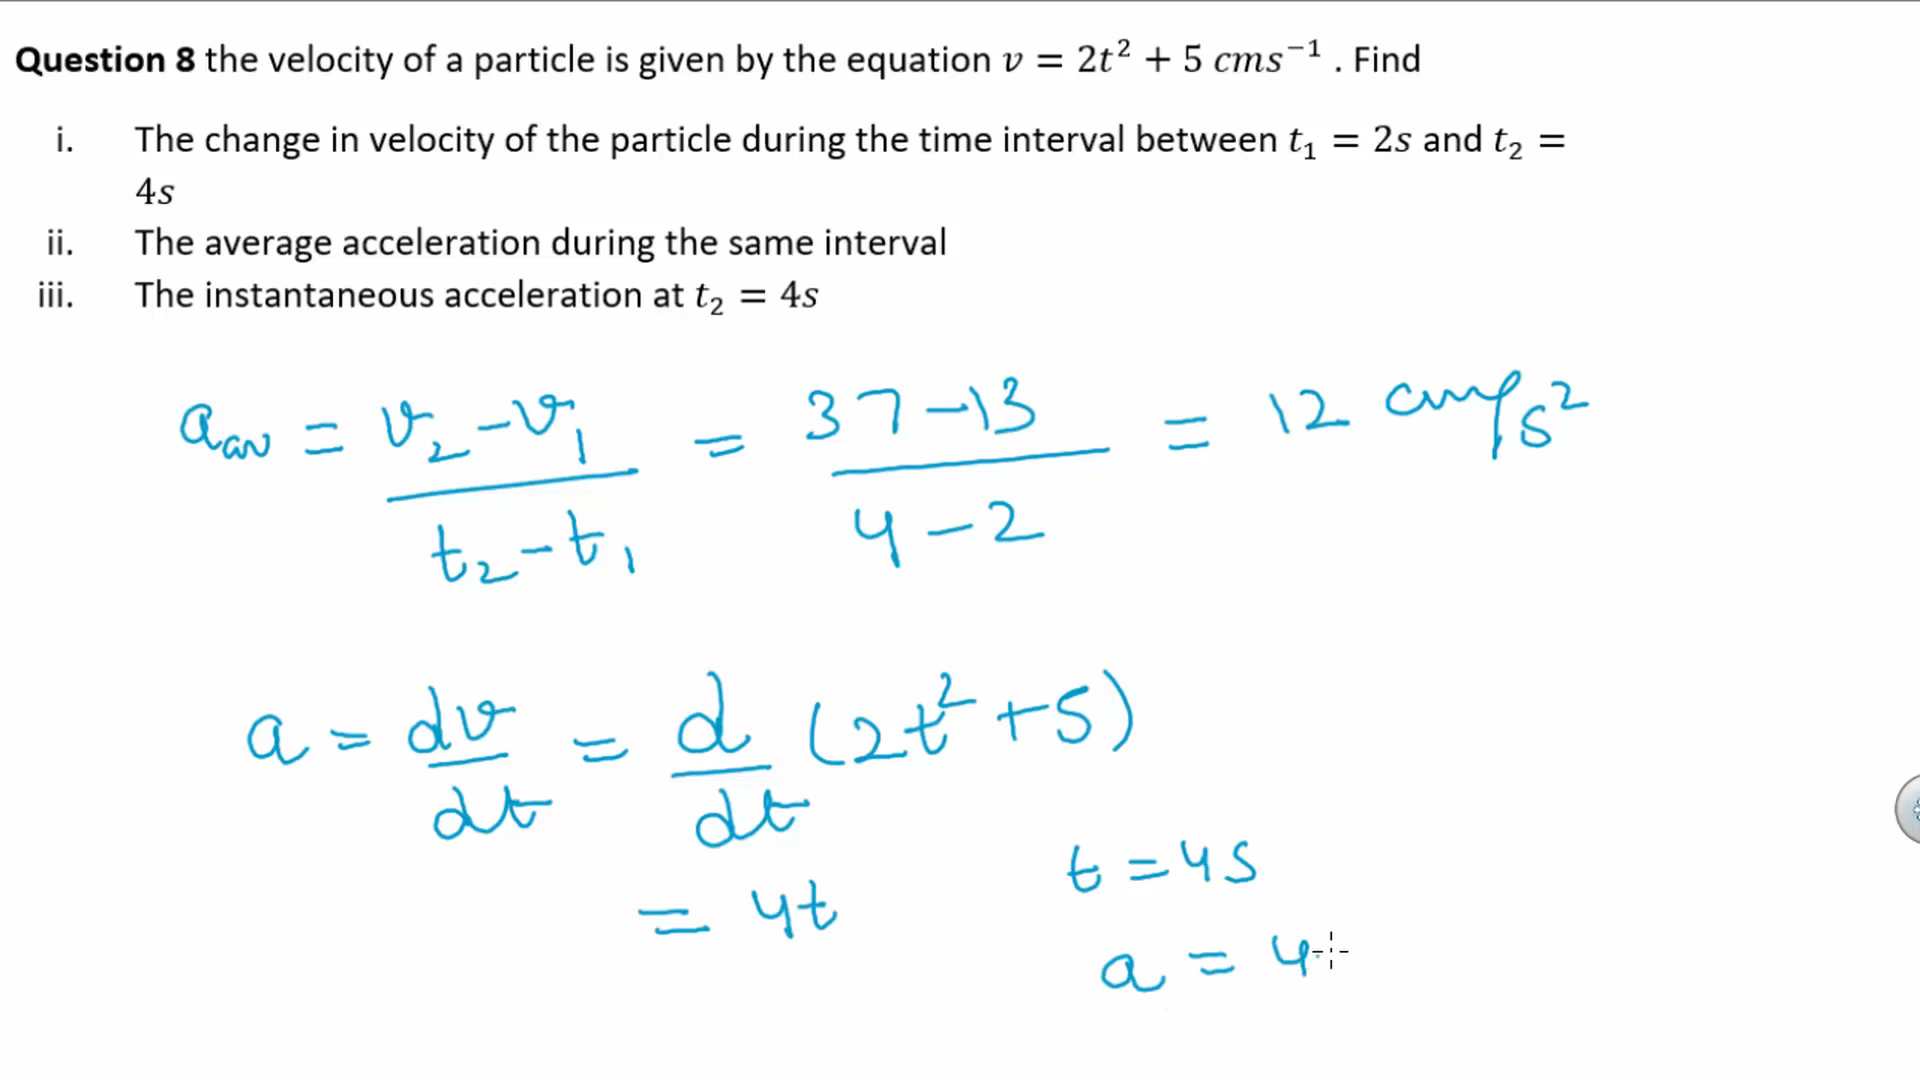 Question 8 the velocity of a particle is given by the equation v = 2t² + 5 cms⁻¹ . Find
i. The change in velocity of the particle during the time interval between t₁ = 2s and t₂ =
4s
ii. The average acceleration during the same interval
iii. The instantaneous acceleration at t₂ = 4s
a_av = (v₂ - v₁)/(t₂ - t₁) = (37 - 13)/(4 - 2) = 12 cm/s²
a = dv/dt = d/dt (2t² + 5)
= 4t
t = 4s
a = 4